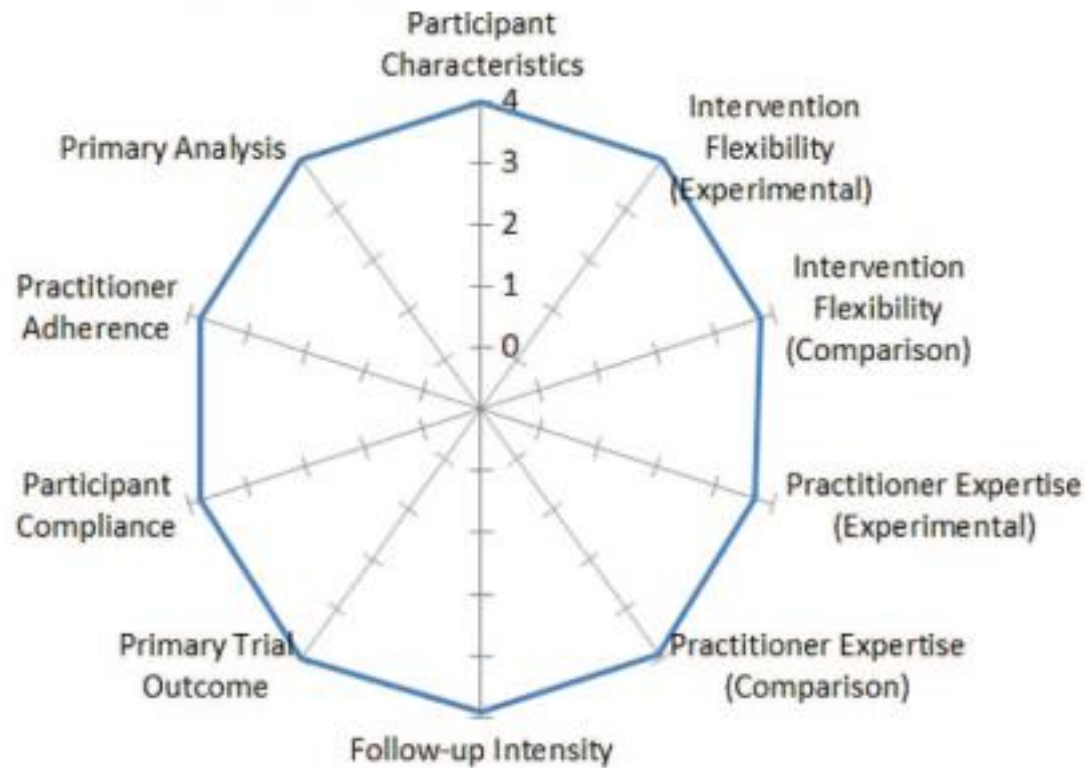 Participant
Characteristics
4
3
2
1
0
Intervention
Flexibility
(Experimental)
Intervention
Flexibility
(Comparison)
Practitioner Expertise
(Experimental)
Practitioner Expertise
(Comparison)
Follow-up Intensity
Primary Trial
Outcome
Participant
Compliance
Practitioner
Adherence
Primary Analysis